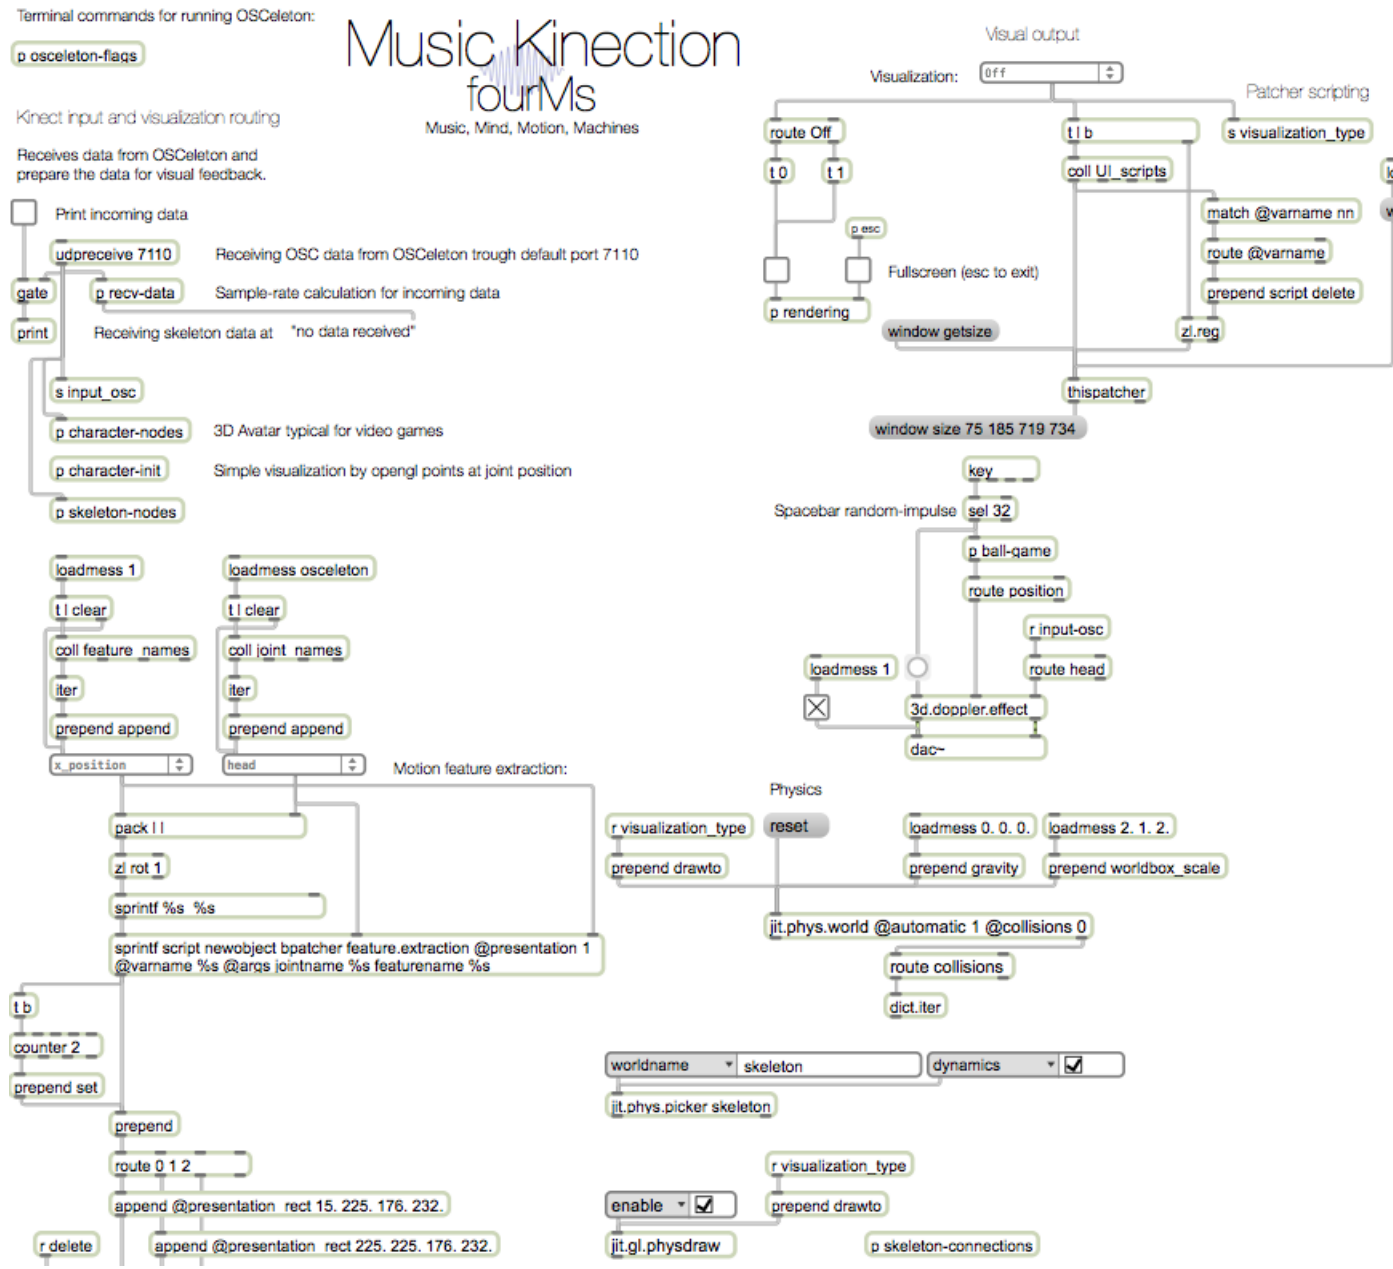 Terminal commands for running OSCeleton:
p osceleton-flags
Music Kinection
fourMs
Music, Mind, Motion, Machines
Kinect input and visualization routing
Receives data from OSCeleton and
prepare the data for visual feedback.
Print incoming data
udpreceive 7110
Receiving OSC data from OSCeleton trough default port 7110
gate
p recv-data
Sample-rate calculation for incoming data
print
Receiving skeleton data at
"no data received"
s input_osc
p character-nodes
3D Avatar typical for video games
p character-init
Simple visualization by opengl points at joint position
p skeleton-nodes
Visual output
Visualization:
Off
Patcher scripting
route Off
t l b
s visualization_type
t 0
t 1
coll UI_scripts
match @varname nn
p esc
route @varname
Fullscreen (esc to exit)
prepend script delete
p rendering
window getsize
zl.reg
thispatcher
window size 75 185 719 734
key
Spacebar random-impulse
sel 32
p ball-game
route position
r input-osc
loadmess 1
route head
3d.doppler.effect
dac~
loadmess 1
loadmess osceleton
t l clear
t l clear
coll feature_names
coll joint_names
iter
iter
prepend append
prepend append
x_position
head
Motion feature extraction:
pack l l
zl rot 1
sprintf %s %s
sprintf script newobject bpatcher feature.extraction @presentation 1
@varname %s @args jointname %s featurename %s
t b
counter 2
prepend set
prepend
route 0 1 2
append @presentation_rect 15. 225. 176. 232.
r delete
append @presentation_rect 225. 225. 176. 232.
Physics
r visualization_type
reset
loadmess 0. 0. 0.
loadmess 2. 1. 2.
prepend drawto
prepend gravity
prepend worldbox_scale
jit.phys.world @automatic 1 @collisions 0
route collisions
dict.iter
worldname
skeleton
dynamics
jit.phys.picker skeleton
r visualization_type
enable
prepend drawto
jit.gl.physdraw
p skeleton-connections